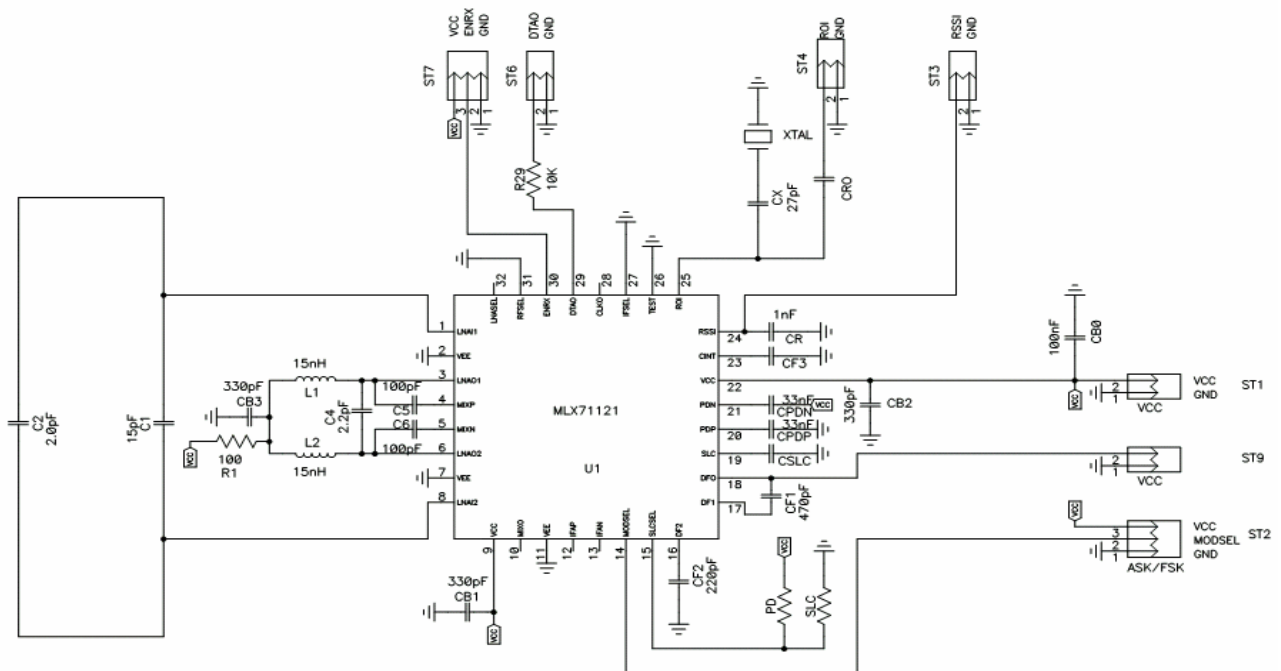 VCC
ENRX
GND
ST7
3
2
1
VCC
DTAO
GND
ST6
2
1
R29
10K
ROI
GND
ST4
2
1
RSSI
GND
ST3
2
1
XTAL
CX
27pF
CRO
32
31
30
29
28
27
26
25
LNASEL
RFSEL
ENRX
DTAO
CLKO
IFSEL
TEST
ROI
1 LNAI1
2 VEE
3 LNAO1
4 MIXP
5 MIXN
6 LNAO2
7 VEE
8 LNAI2
MLX71121
U1
RSSI 24
CINT 23
VCC 22
PDN 21
PDP 20
SLC 19
DFO 18
DF1 17
VCC
MIXO
VEE
IFAP
IFAN
MODSEL
SLCSEL
DF2
9
10
11
12
13
14
15
16
C2
2.0pF
15pF
C1
15nH
L1
330pF
CB3
100
R1
VCC
L2
15nH
C4
2.2pF
100pF
C5
C6
100pF
330pF
CB1
VCC
1nF
CR
CF3
33nF
CPDN
VCC
33nF
CPDP
CSLC
330pF
CB2
CF1
470pF
CF2
220pF
VCC
PD
SLC
100nF
CB0
VCC
2
1
VCC
GND
ST1
VCC
2
1
ST9
VCC
VCC
3
2
1
VCC
MODSEL
GND
ST2
ASK/FSK